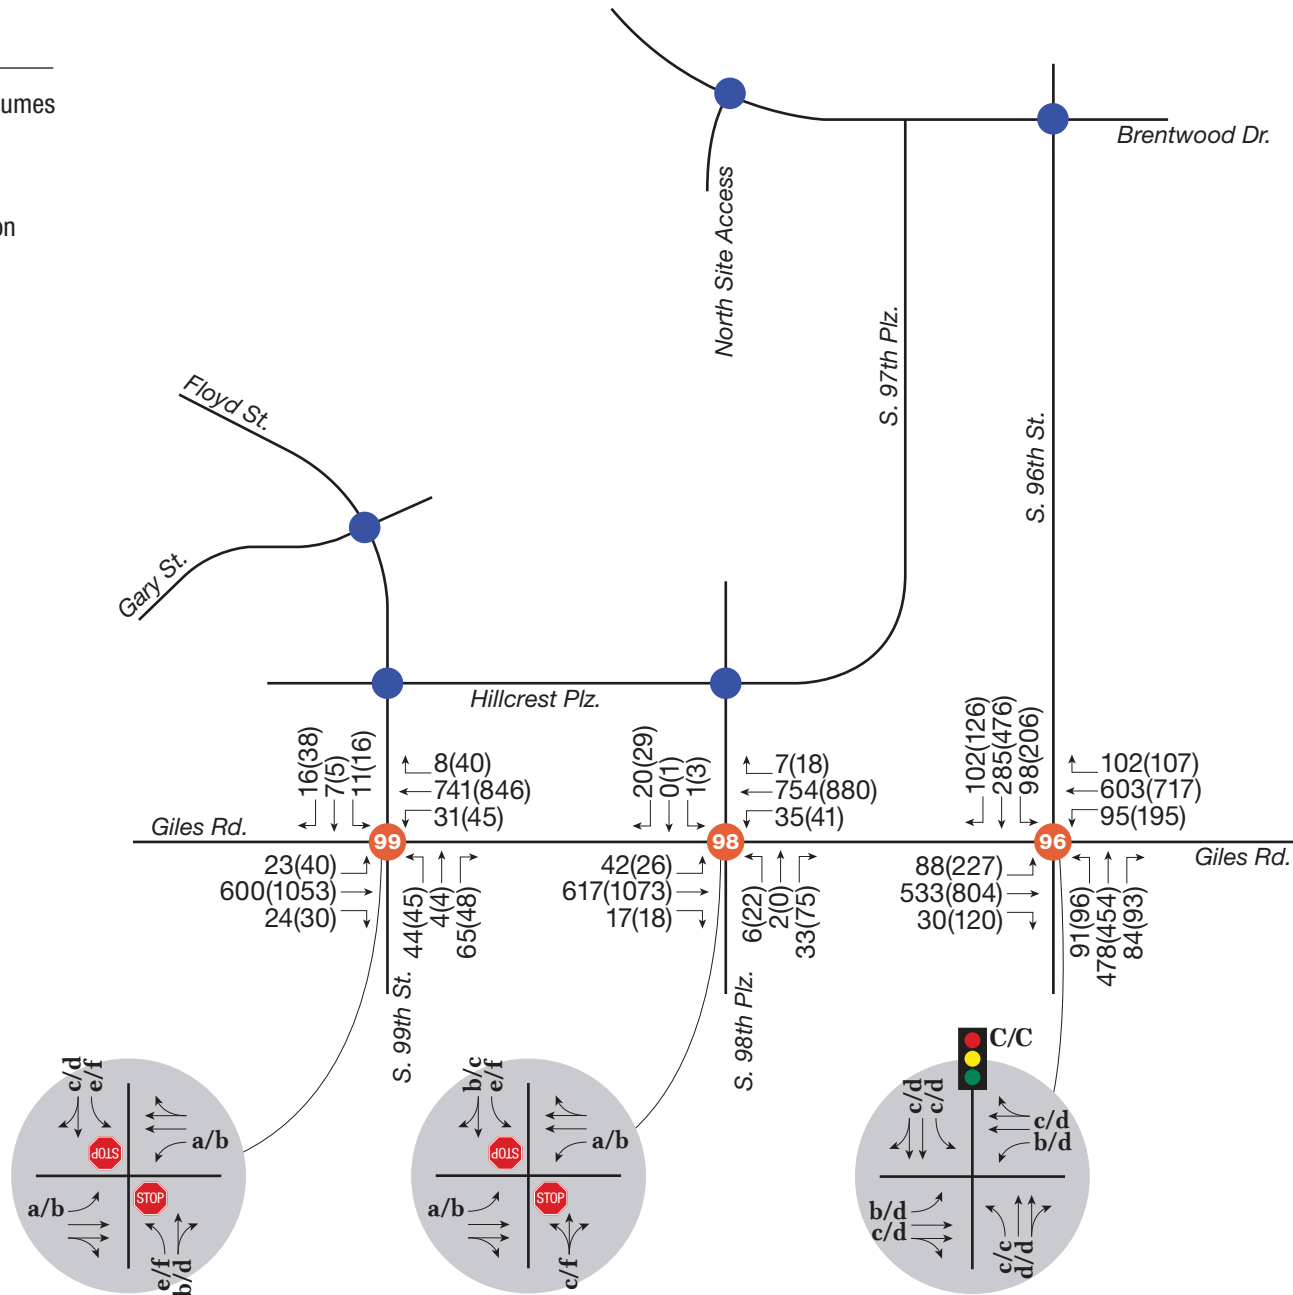 umes
on
Brentwood Dr.
North Site Access
S. 97th Plz.
S. 96th St.
Floyd St.
Gary St.
Hillcrest Plz.
16(38)
7(5)
11(16)
8(40)
741(846)
31(45)
20(29)
0(1)
1(3)
7(18)
754(880)
35(41)
102(126)
285(476)
98(206)
102(107)
603(717)
95(195)
Giles Rd.
99
98
96
Giles Rd.
23(40)
600(1053)
24(30)
44(45)
4(4)
65(48)
42(26)
617(1073)
17(18)
6(22)
2(0)
33(75)
88(227)
533(804)
30(120)
91(96)
478(454)
84(93)
S. 99th St.
S. 98th Plz.
c/d
e/f
a/b
STOP
STOP
a/b
e/f
b/d
b/c
e/f
a/b
STOP
STOP
a/b
c/f
C/C
c/d
c/d
c/d
b/d
b/d
c/d
c/c
d/d